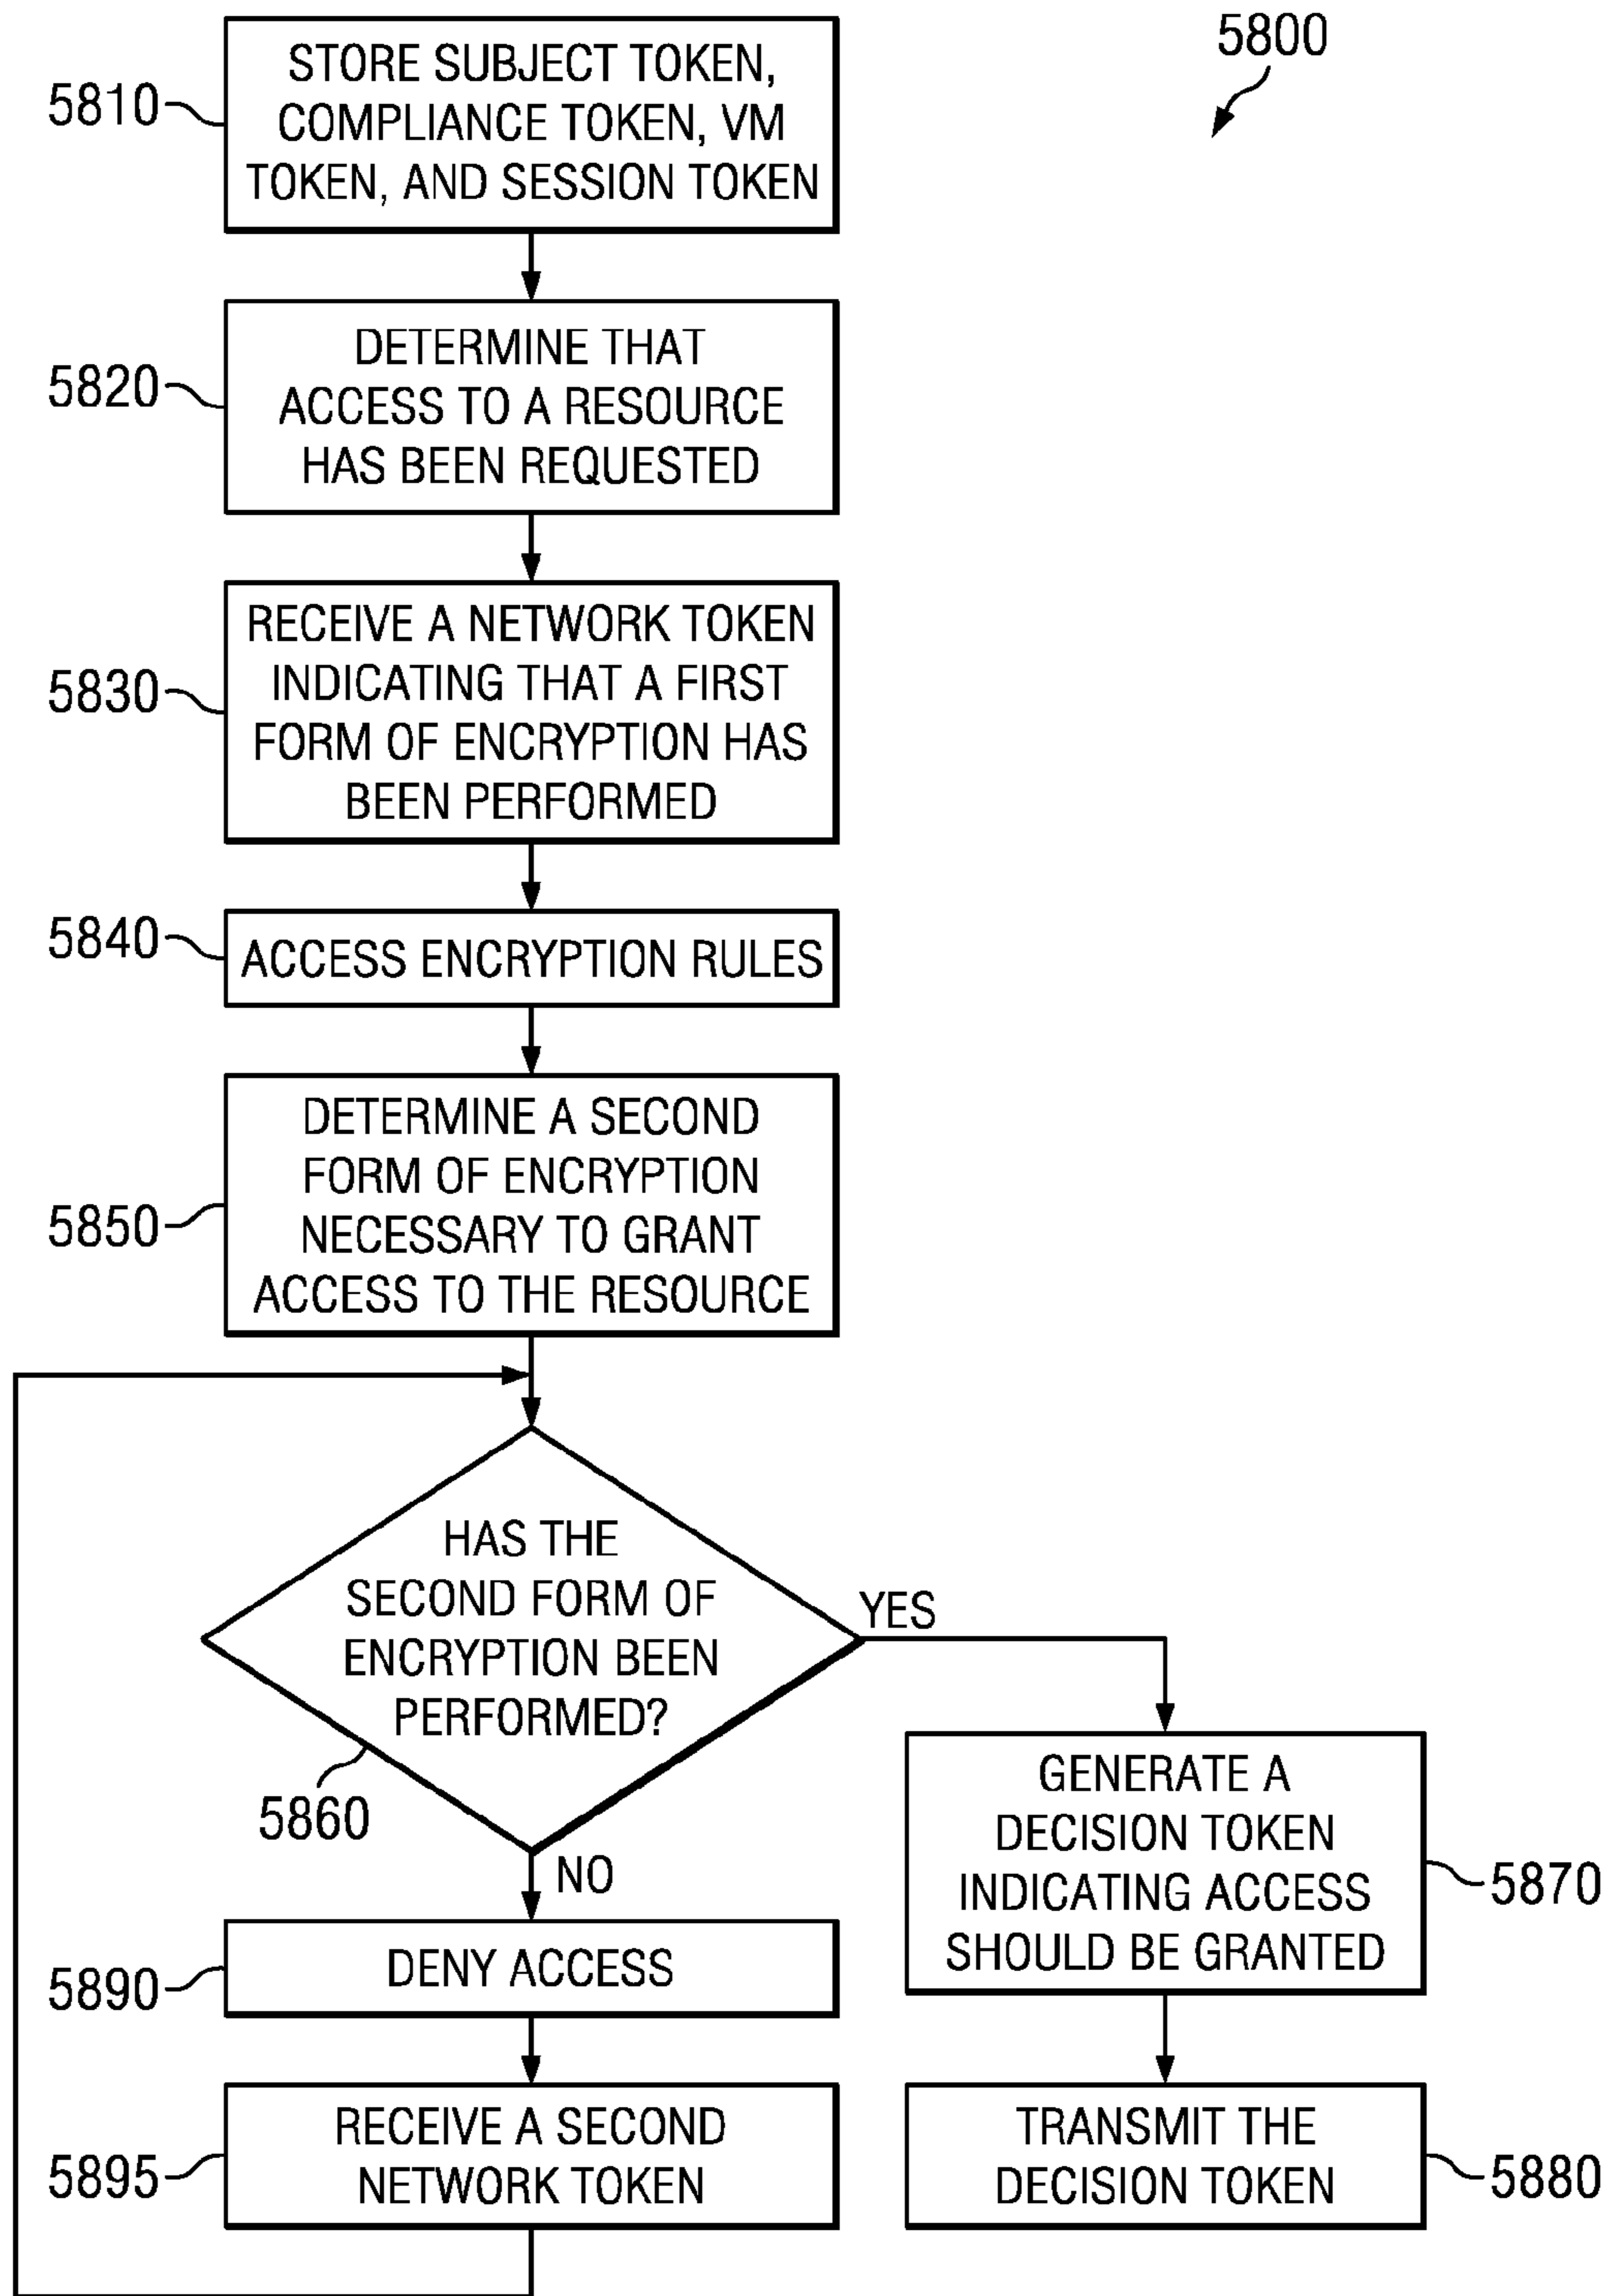 5800
5810
STORE SUBJECT TOKEN,
COMPLIANCE TOKEN, VM
TOKEN, AND SESSION TOKEN
5820
DETERMINE THAT
ACCESS TO A RESOURCE
HAS BEEN REQUESTED
5830
RECEIVE A NETWORK TOKEN
INDICATING THAT A FIRST
FORM OF ENCRYPTION HAS
BEEN PERFORMED
5840
ACCESS ENCRYPTION RULES
5850
DETERMINE A SECOND
FORM OF ENCRYPTION
NECESSARY TO GRANT
ACCESS TO THE RESOURCE
HAS THE
SECOND FORM OF
ENCRYPTION BEEN
PERFORMED?
5860
YES
NO
GENERATE A
DECISION TOKEN
INDICATING ACCESS
SHOULD BE GRANTED
5870
5890
DENY ACCESS
5895
RECEIVE A SECOND
NETWORK TOKEN
TRANSMIT THE
DECISION TOKEN
5880